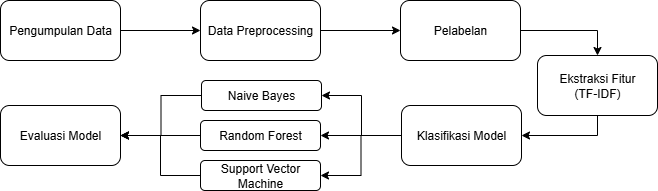 Pengumpulan Data
Data Preprocessing
Pelabelan
Ekstraksi Fitur
(TF-IDF)
Klasifikasi Model
Naive Bayes
Random Forest
Support Vector
Machine
Evaluasi Model